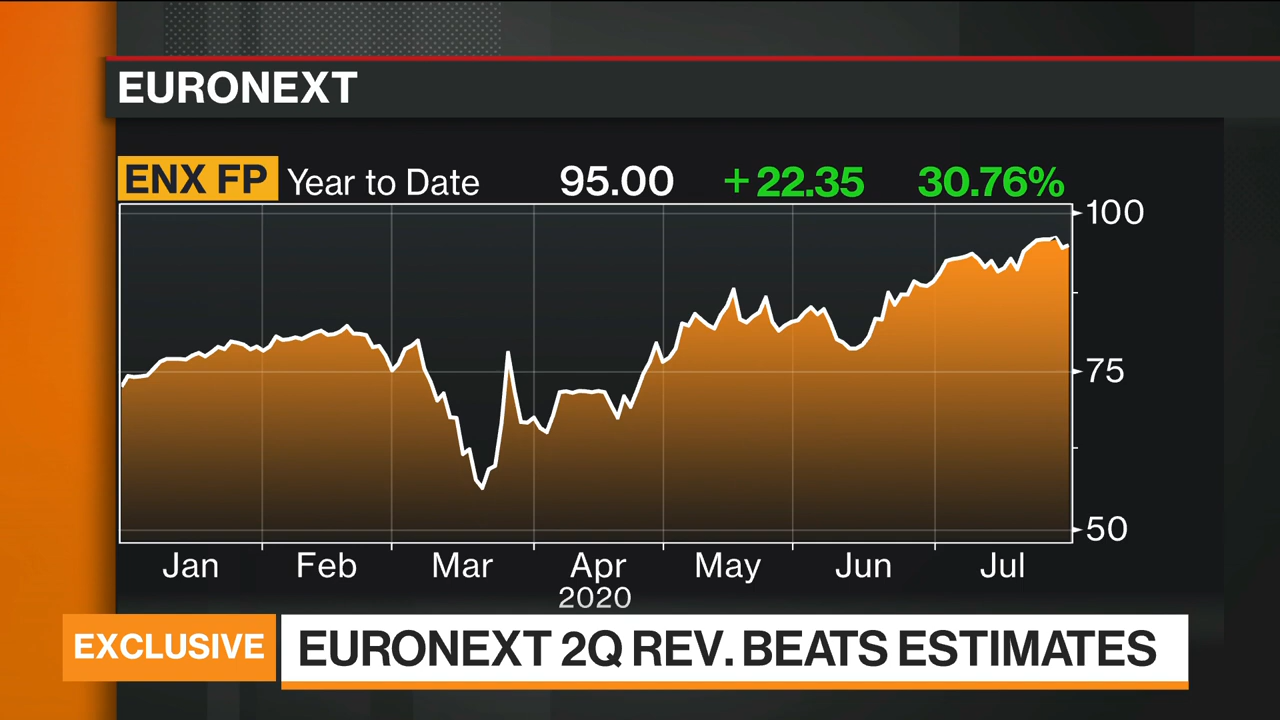 EURONEXT
ENX FP Year to Date 95.00 +22.35 30.76%
100
75
50
Jan Feb Mar Apr May Jun Jul
2020
EXCLUSIVE EURONEXT 2Q REV. BEATS ESTIMATES